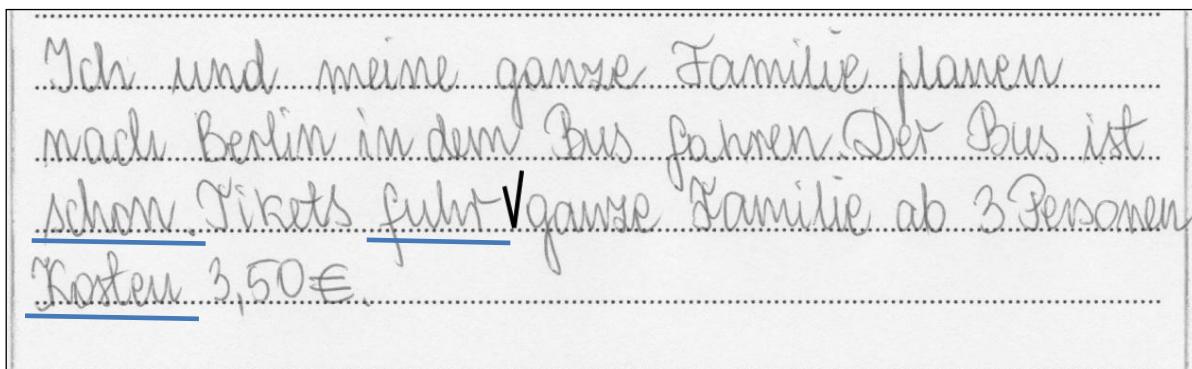 Ich und meine ganze Familie planen
nach Berlin in dem Bus fahren. Der Bus ist
schon. Tikets fuhr √ ganze Familie ab 3 Personen
Kosten 3,50 €.